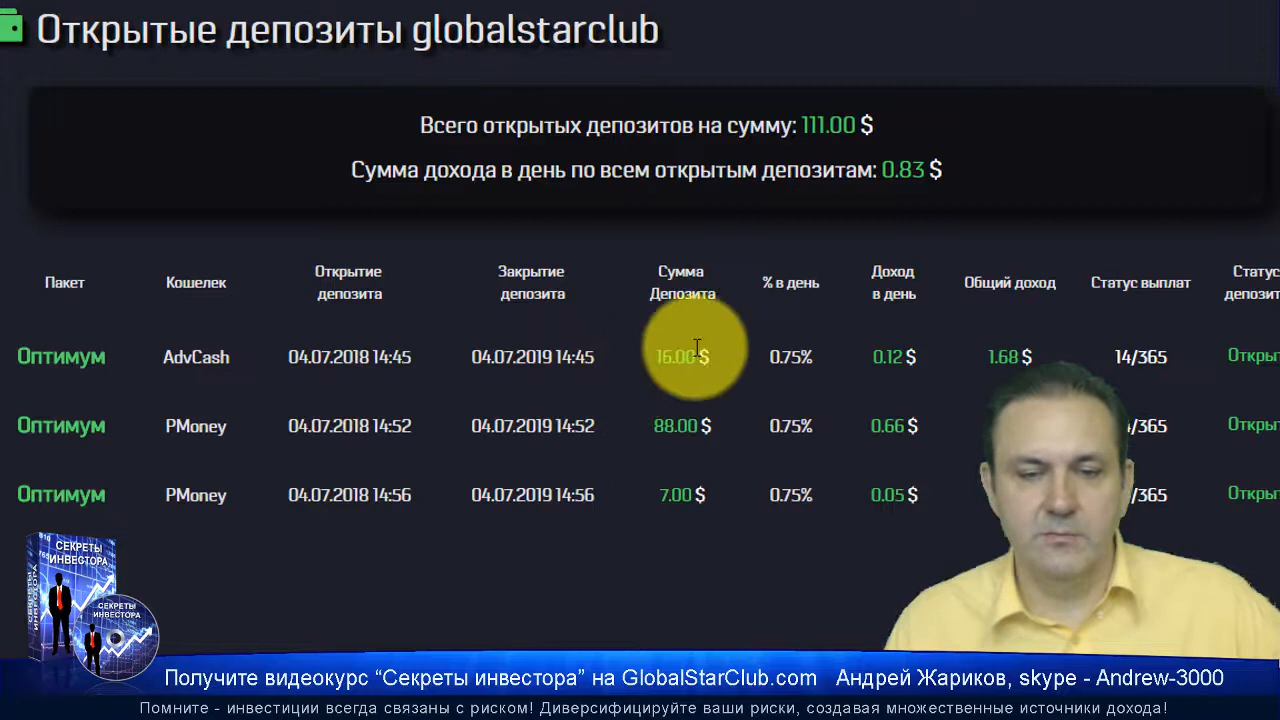 Открытые депозиты globalstarclub
Всего открытых депозитов на сумму: 111.00 $
Сумма дохода в день по всем открытым депозитам: 0.83 $
Пакет Кошелек Открытие депозита Закрытие депозита Сумма Депозита % в день Доход в день Общий доход Статус выплат Статус
Оптимум AdvCash 04.07.2018 14:45 04.07.2019 14:45 16.00 $ 0.75% 0.12 $ 1.68 $ 14/365 Открыт
Оптимум PMoney 04.07.2018 14:52 04.07.2019 14:52 88.00 $ 0.75% 0.66 $ /365
Оптимум PMoney 04.07.2018 14:56 04.07.2019 14:56 7.00 $ 0.75% 0.05 $ /365
СЕКРЕТЫ
ИНВЕСТОРА
СЕКРЕТЫ
ИНВЕСТОРА
Получите видеокурс “Секреты инвестора” на GlobalStarClub.com Андрей Жариков, skype - Andrew-3000
Помните - инвестиции всегда связаны с риском! Диверсифицируйте ваши риски, создавая множественные источники дохода!